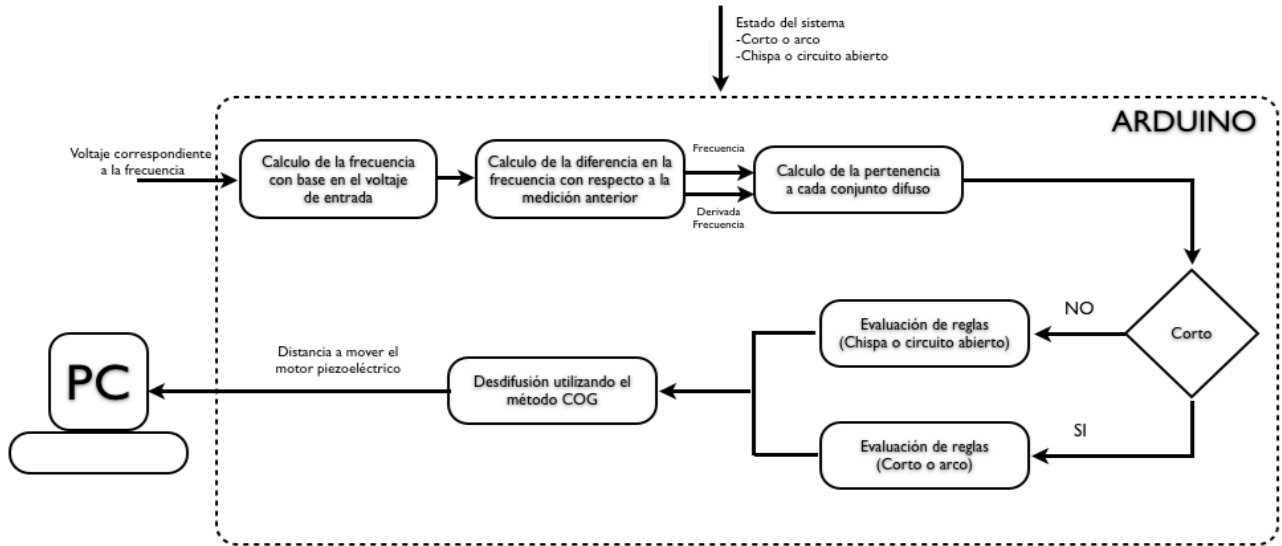 Estado del sistema
-Corto o arco
-Chispa o circuito abierto
ARDUINO
Voltaje correspondiente
a la frecuencia
Calculo de la frecuencia
con base en el voltaje
de entrada
Calculo de la diferencia en la
frecuencia con respecto a la
medición anterior
Frecuencia
Derivada
Frecuencia
Calculo de la pertenencia
a cada conjunto difuso
Corto
NO
Evaluación de reglas
(Chispa o circuito abierto)
SI
Evaluación de reglas
(Corto o arco)
Desdifusión utilizando el
método COG
Distancia a mover el
motor piezoeléctrico
PC